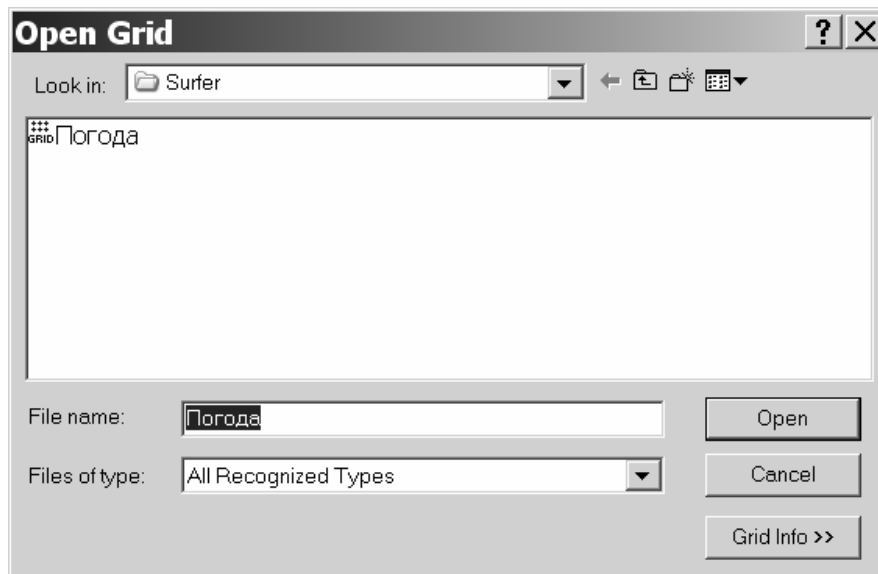 Open Grid
Look in: Surfer
GRID Погода
File name: Погода Open
Files of type: All Recognized Types Cancel
Grid Info >>